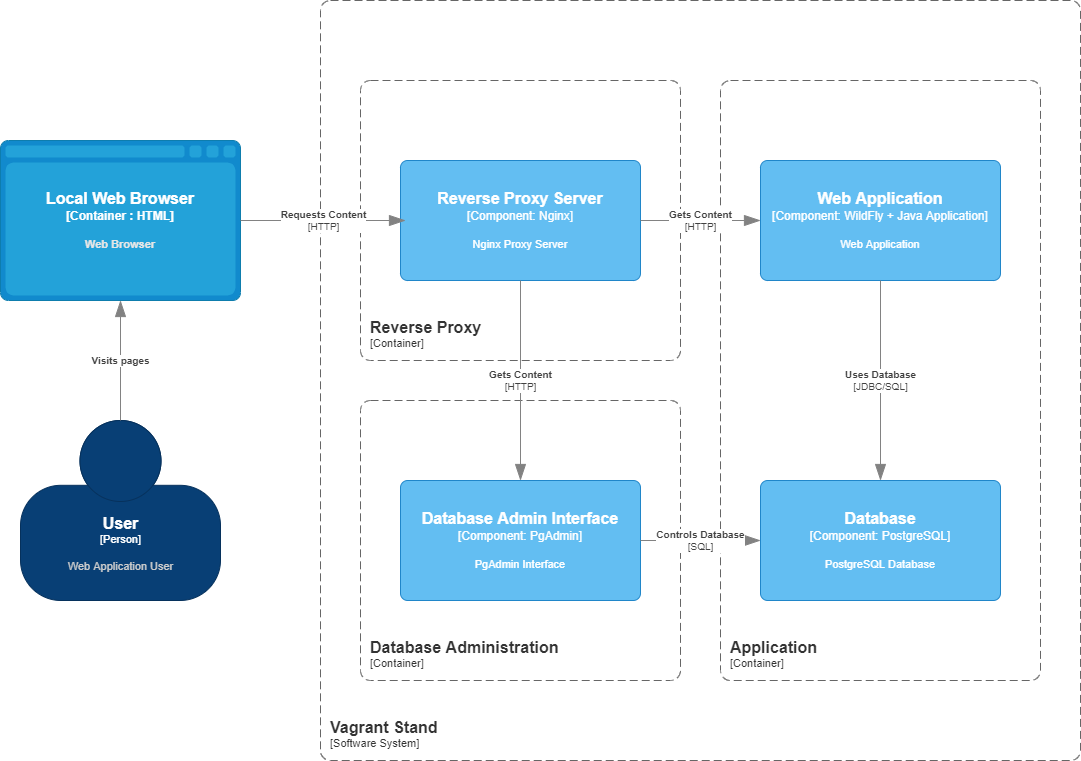 Local Web Browser
[Container : HTML]
Web Browser
Requests Content
[HTTP]
Reverse Proxy Server
[Component: Nginx]
Nginx Proxy Server
Gets Content
[HTTP]
Web Application
[Component: WildFly + Java Application]
Web Application
Reverse Proxy
[Container]
Visits pages
Gets Content
[HTTP]
Uses Database
[JDBC/SQL]
User
[Person]
Web Application User
Database Admin Interface
[Component: PgAdmin]
PgAdmin Interface
Controls Database
[SQL]
Database
[Component: PostgreSQL]
PostgreSQL Database
Database Administration
[Container]
Application
[Container]
Vagrant Stand
[Software System]